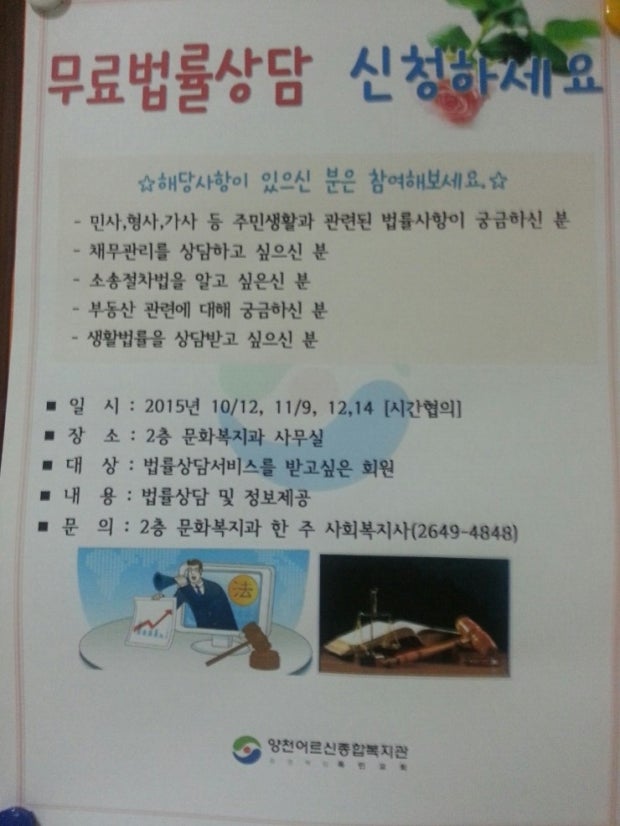 무료법률상담 신청하세요
☆해당사항이 있으신 분은 참여해보세요.☆
- 민사,형사,가사 등 주민생활과 관련된 법률사항이 궁금하신 분
- 채무관리를 상담하고 싶으신 분
- 소송절차법을 알고 싶은신 분
- 부동산 관련에 대해 궁금하신 분
- 생활법률을 상담받고 싶으신 분
■ 일 시 : 2015년 10/12, 11/9, 12,14 [시간협의]
■ 장 소 : 2층 문화복지과 사무실
■ 대 상 : 법률상담서비스를 받고싶은 회원
■ 내 용 : 법률상담 및 정보제공
■ 문 의 : 2층 문화복지과 한 주 사회복지사(2649-4848)
法
양천어르신종합복지관